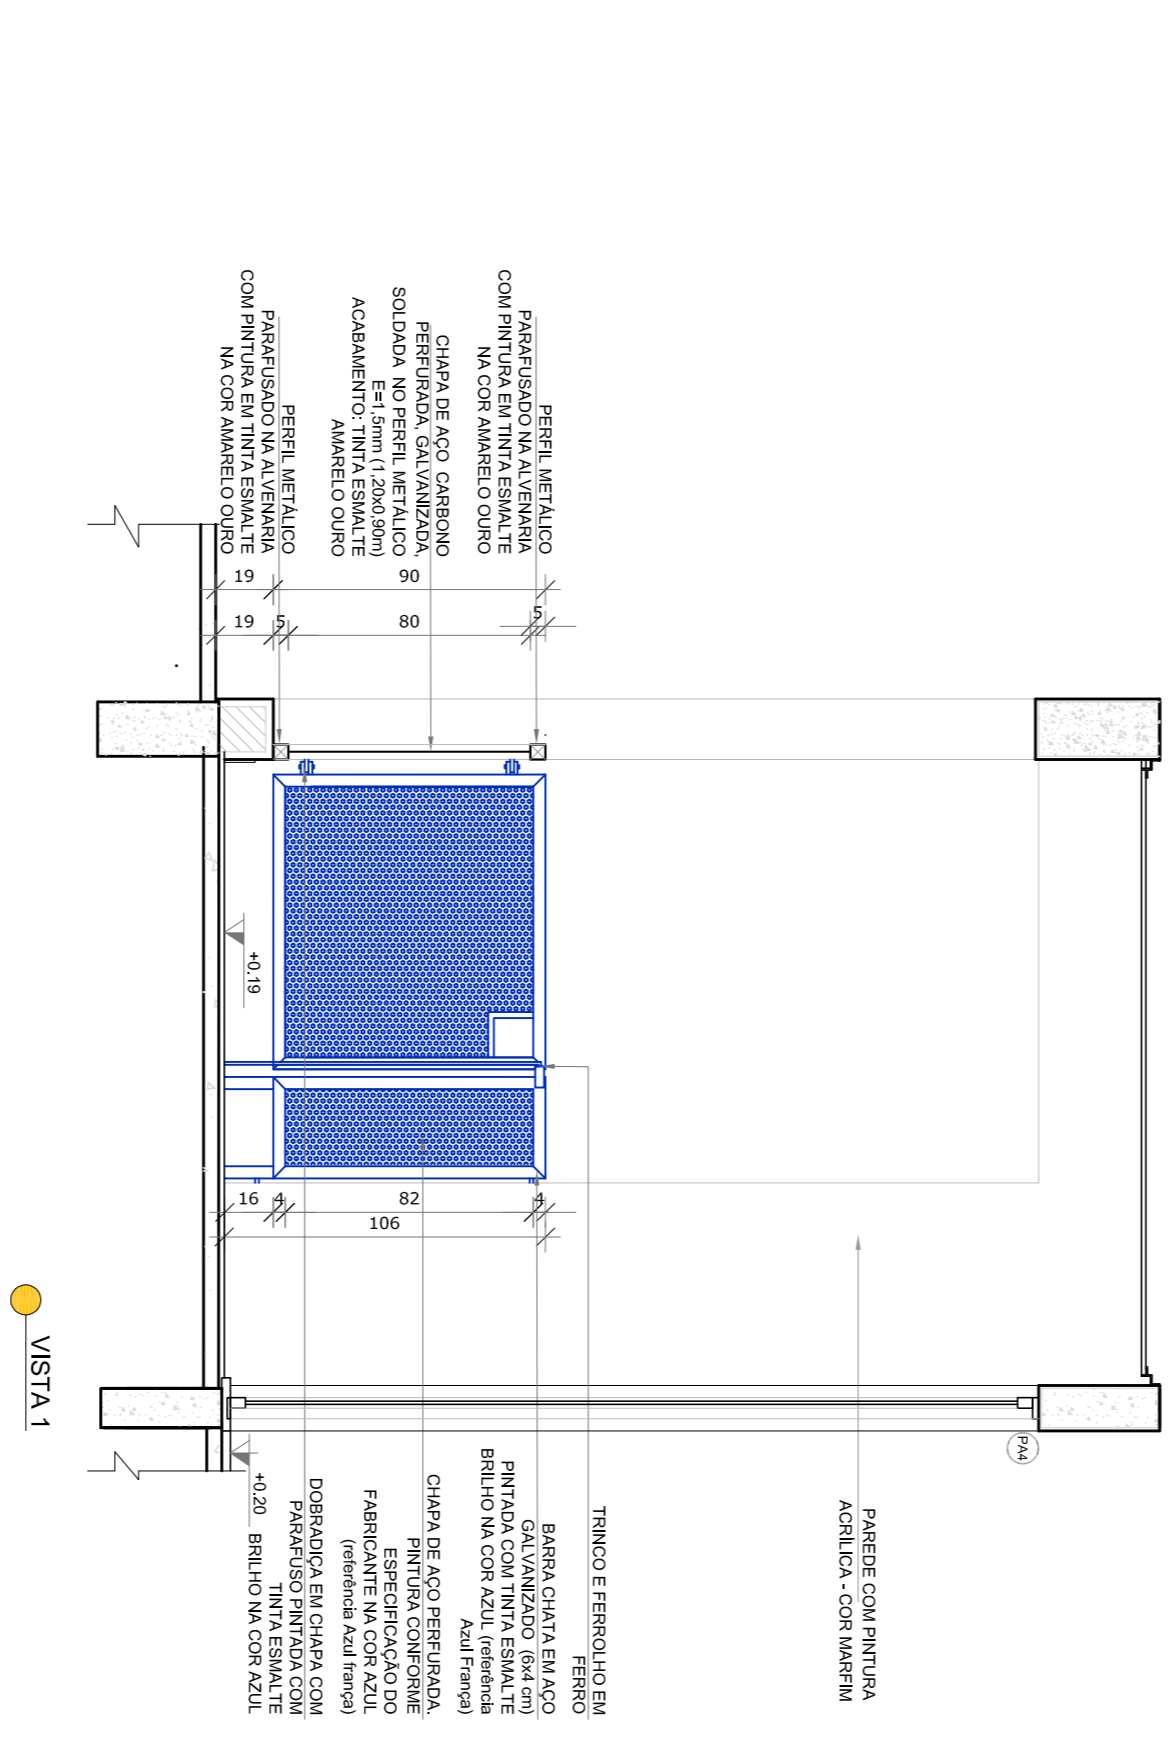 PAREDE COM PINTURA
ACRÍLICA - COR MARFIM
PA4
PERFIL METÁLICO
PARAFUSADO NA ALVENARIA
COM PINTURA EM TINTA ESMALTE
NA COR AMARELO OURO
CHAPA DE AÇO CARBONO
PERFURADA, GALVANIZADA,
SOLDADA NO PERFIL METÁLICO
E=1,5mm (1,20x0,90m)
ACABAMENTO: TINTA ESMALTE
AMARELO OURO
PERFIL METÁLICO
PARAFUSADO NA ALVENARIA
COM PINTURA EM TINTA ESMALTE
NA COR AMARELO OURO
90
19
5
80
5
19
+0.19
4
82
4
16
106
TRINCO E FERROLHO EM
FERRO
BARRA CHATA EM AÇO
GALVANIZADO (6x4 cm)
PINTADA COM TINTA ESMALTE
BRILHO NA COR AZUL (referência
Azul França)
CHAPA DE AÇO PERFURADA.
PINTURA CONFORME
ESPECIFICAÇÃO DO
FABRICANTE NA COR AZUL
(referência Azul frança)
DOBRADIÇA EM CHAPA COM
PARAFUSO PINTADA COM
TINTA ESMALTE
BRILHO NA COR AZUL
+0.20
VISTA 1